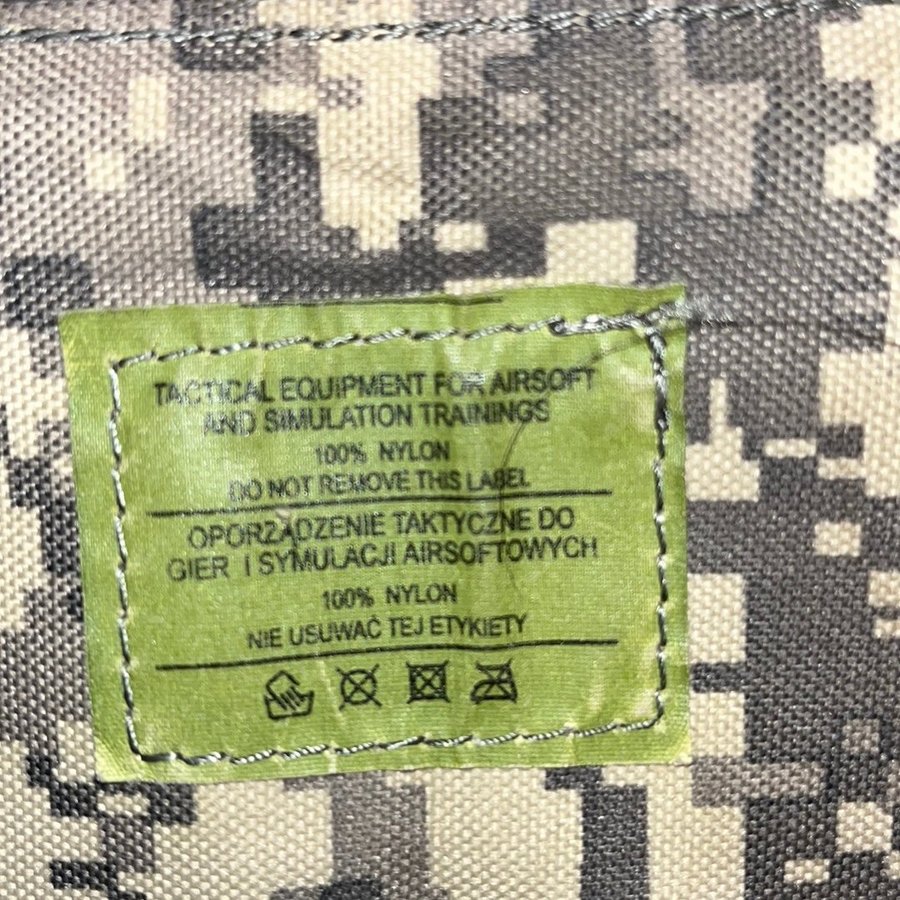 TACTICAL EQUIPMENT FOR AIRSOFT
AND SIMULATION TRAININGS
100% NYLON
DO NOT REMOVE THIS LABEL
OPORZĄDZENIE TAKTYCZNE DO
GIER I SYMULACJI AIRSOFTOWYCH
100% NYLON
NIE USUWAĆ TEJ ETYKIETY